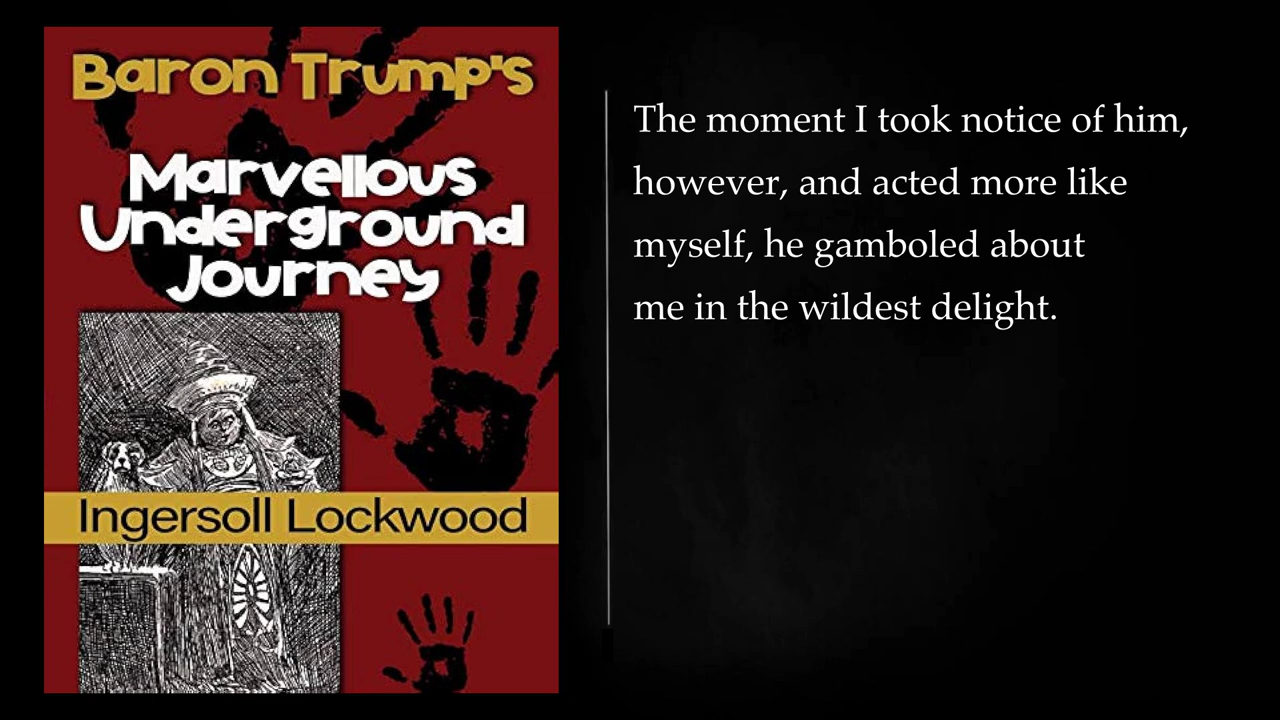 Baron Trump's
Marvellous
Underground
Journey
Ingersoll Lockwood
The moment I took notice of him,
however, and acted more like
myself, he gamboled about
me in the wildest delight.